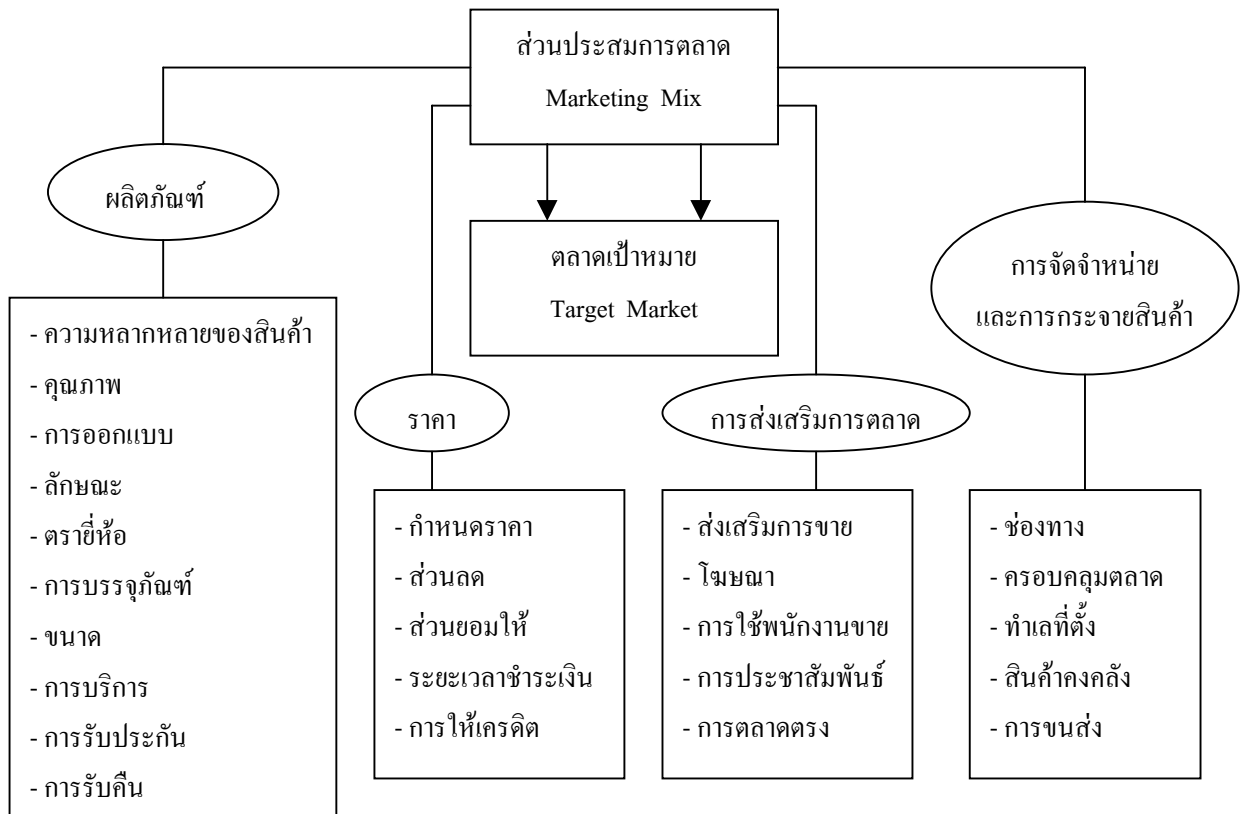 ส่วนประสมการตลาด
Marketing Mix
ผลิตภัณฑ์
ตลาดเป้าหมาย
Target Market
การจัดจำหน่าย
และการกระจายสินค้า
- ความหลากหลายของสินค้า
- คุณภาพ
- การออกแบบ
- ลักษณะ
- ตรายี่ห้อ
- การบรรจุภัณฑ์
- ขนาด
- การบริการ
- การรับประกัน
- การรับคืน
ราคา
- กำหนดราคา
- ส่วนลด
- ส่วนยอมให้
- ระยะเวลาชำระเงิน
- การให้เครดิต
การส่งเสริมการตลาด
- ส่งเสริมการขาย
- โฆษณา
- การใช้พนักงานขาย
- การประชาสัมพันธ์
- การตลาดตรง
- ช่องทาง
- ครอบคลุมตลาด
- ทำเลที่ตั้ง
- สินค้าคงคลัง
- การขนส่ง